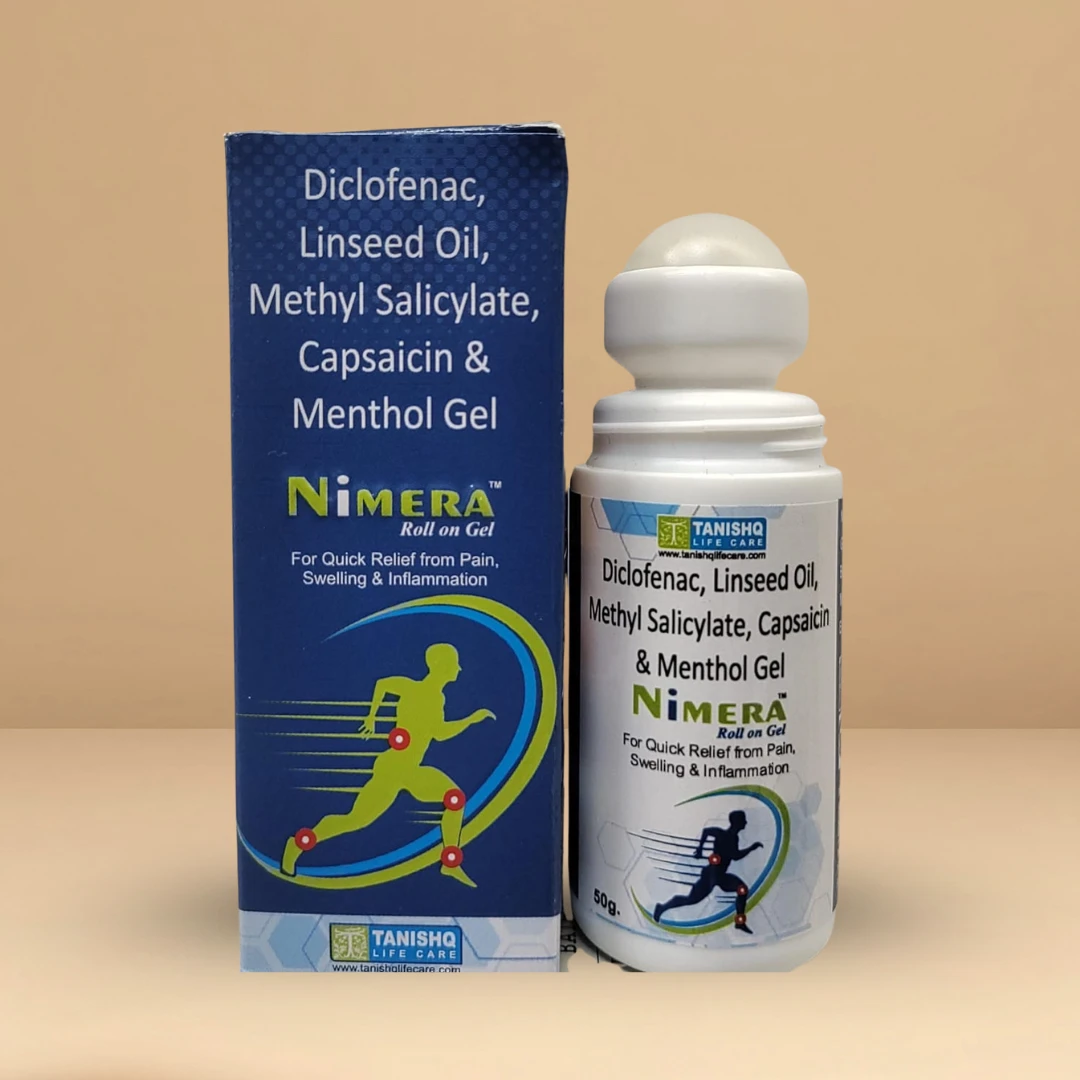 Diclofenac,
Linseed Oil,
Methyl Salicylate,
Capsaicin &
Menthol Gel
NiMERA™
Roll on Gel
For Quick Relief from Pain,
Swelling & Inflammation
TANISHQ
LIFE CARE
www.tanishqlifecare.com
TANISHQ
LIFE CARE
www.tanishqlifecare.com
Diclofenac, Linseed Oil,
Methyl Salicylate, Capsaicin
& Menthol Gel
NiMERA™
Roll on Gel
For Quick Relief from Pain,
Swelling & Inflammation
50g.